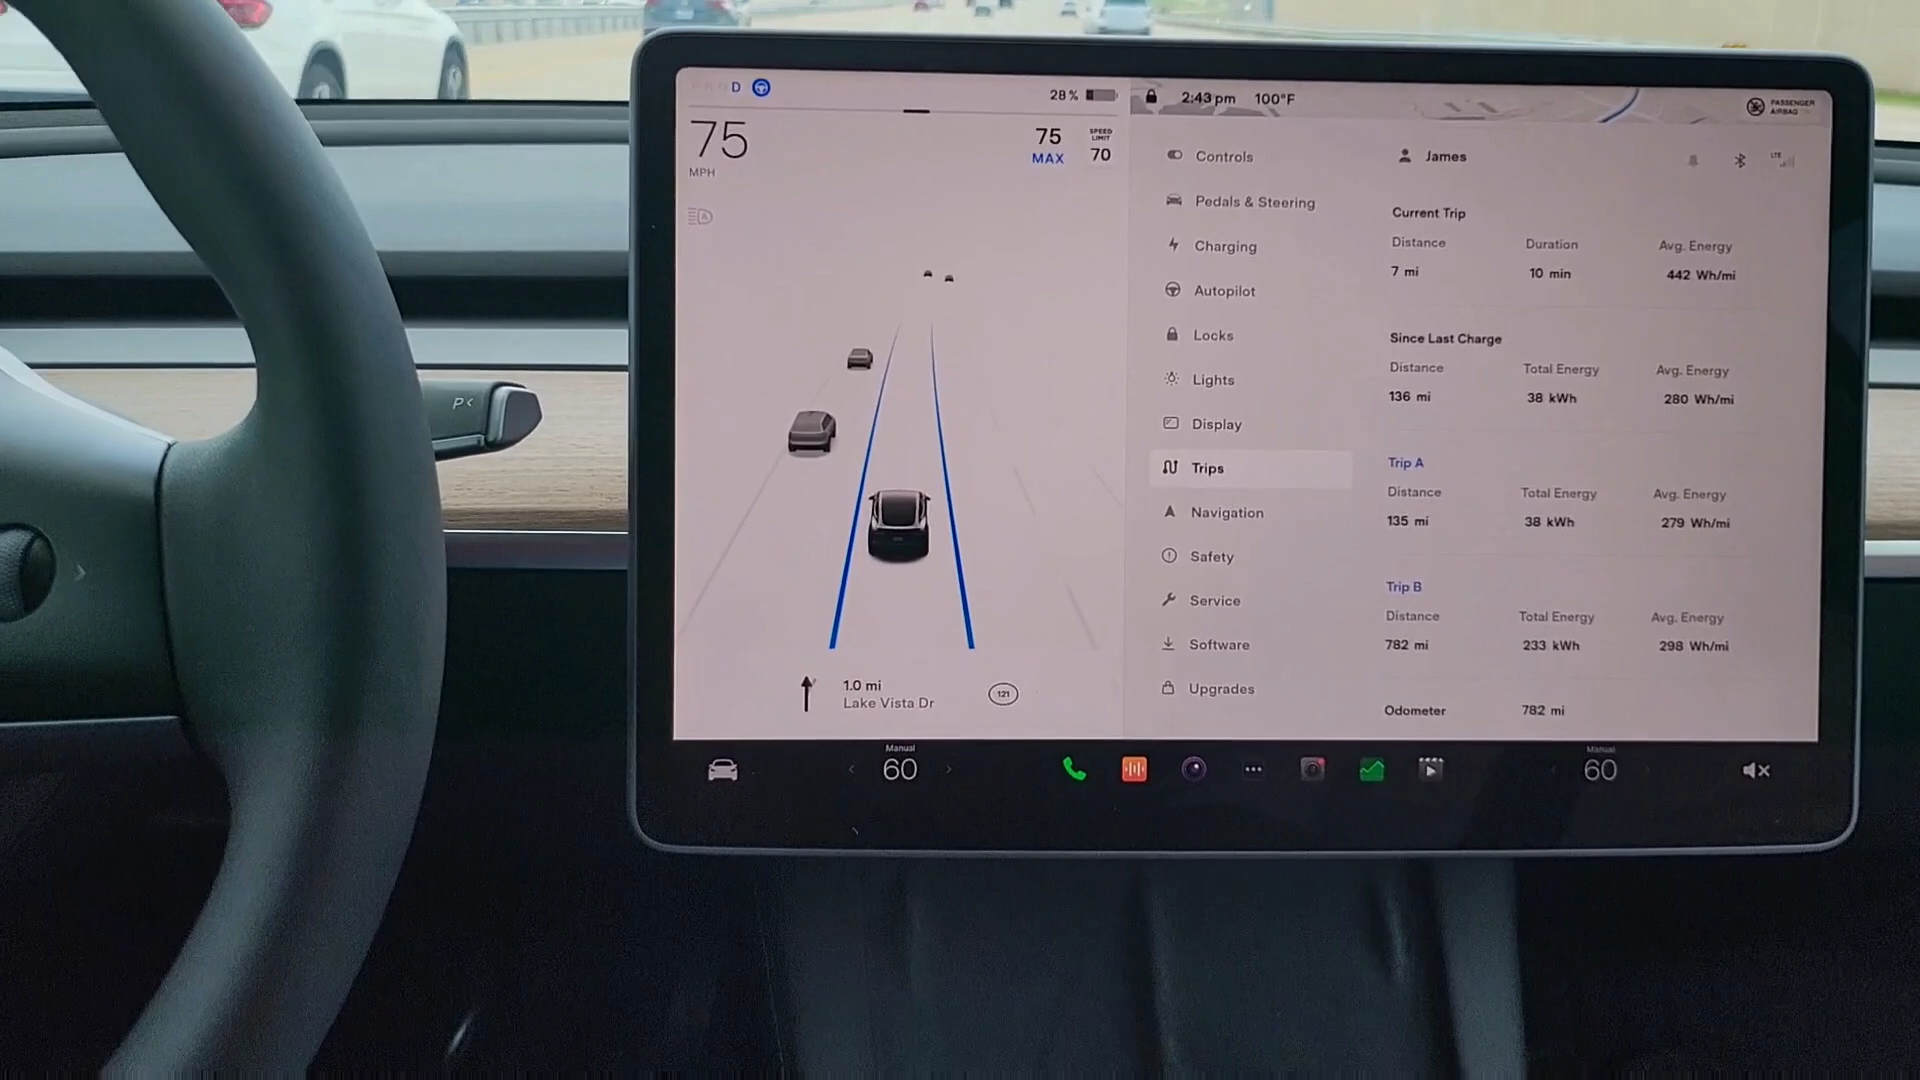 D
28 %
2:43 pm 100°F
PASSENGER
AIRBAG
75
MPH
75
MAX
SPEED
LIMIT
70
Controls
Pedals & Steering
Charging
Autopilot
Locks
Lights
Display
Trips
Navigation
Safety
Service
Software
Upgrades
James
LTE
Current Trip
Distance Duration Avg. Energy
7 mi 10 min 442 Wh/mi
Since Last Charge
Distance Total Energy Avg. Energy
136 mi 38 kWh 280 Wh/mi
Trip A
Distance Total Energy Avg. Energy
135 mi 38 kWh 279 Wh/mi
Trip B
Distance Total Energy Avg. Energy
782 mi 233 kWh 298 Wh/mi
Odometer 782 mi
1.0 mi
Lake Vista Dr
121
P
Manual
60
Manual
60